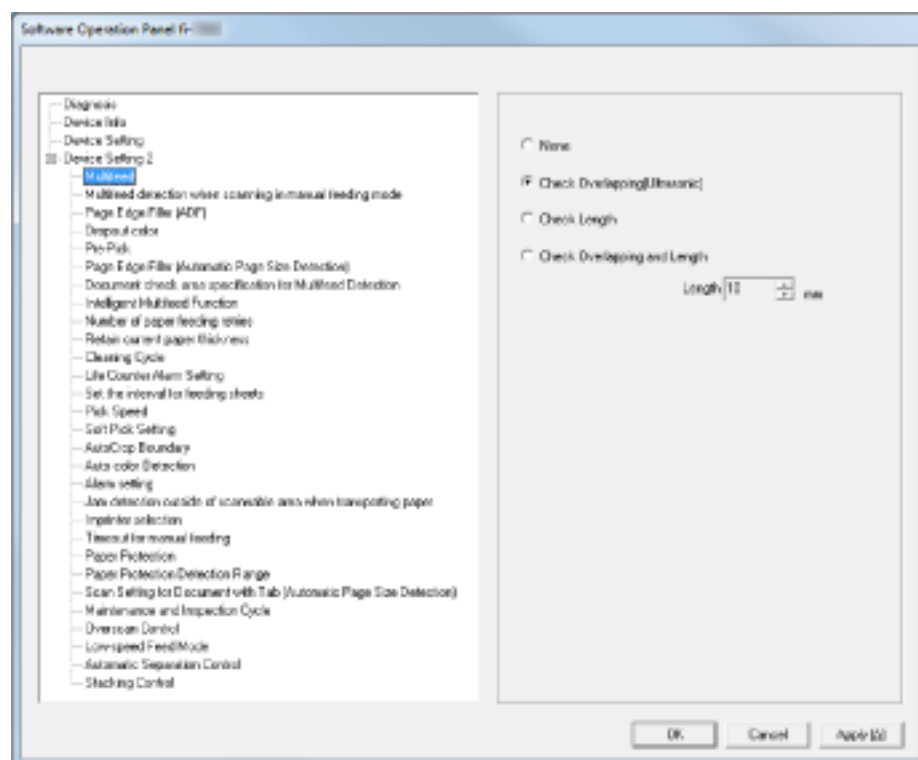 Software Operation Panel fi-
Diagnosis
Device Info
Device Setting
Device Setting 2
Multifeed
Multifeed detection when scanning in manual feeding mode
Page Edge Filler (ADF)
Dropout color
Pre-Pick
Page Edge Filler (Automatic Page Size Detection)
Document check area specification for Multifeed Detection
Intelligent Multifeed Function
Number of paper feeding retries
Retain current paper thickness
Cleaning Cycle
Life Counter Alarm Setting
Set the interval for feeding sheets
Pick Speed
Soft Pick Setting
AutoCrop Boundary
Auto color Detection
Alarm setting
Jam detection outside of scannable area when transporting paper
Imprinter selection
Timeout for manual feeding
Paper Protection
Paper Protection Detection Range
Scan Setting for Document with Tab (Automatic Page Size Detection)
Maintenance and Inspection Cycle
Overscan Control
Low-speed Feed Mode
Automatic Separation Control
Stacking Control
None
Check Overlapping(Ultrasonic)
Check Length
Check Overlapping and Length
Length 10 mm
OK Cancel Apply(A)